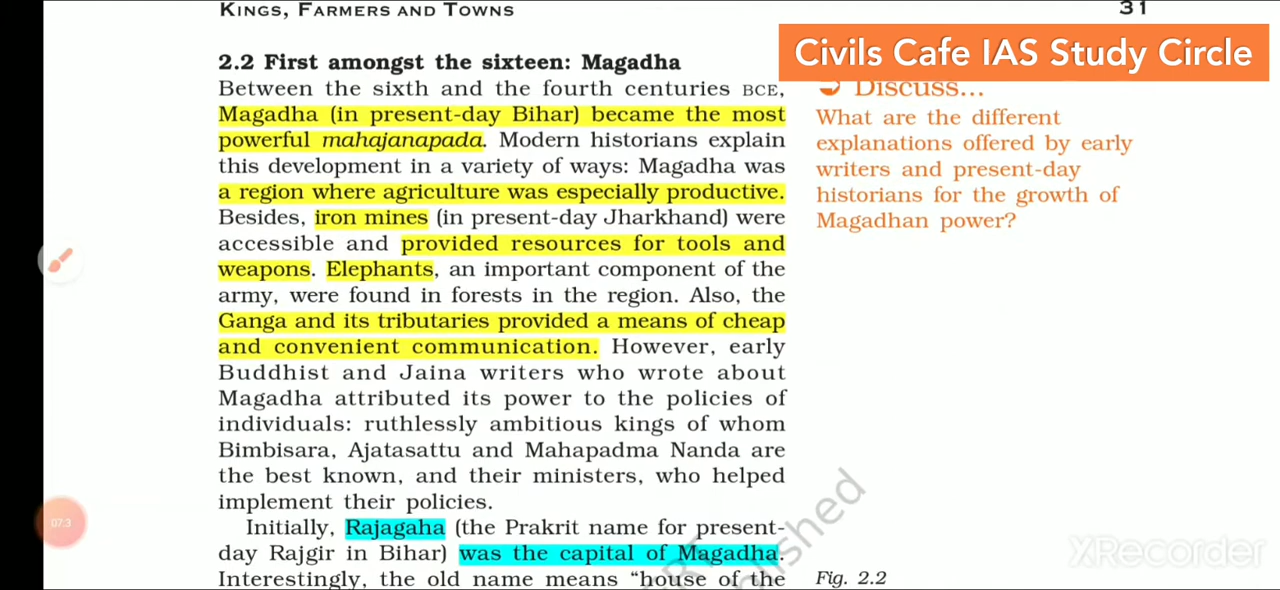 KINGS, FARMERS AND TOWNS
31
Civils Cafe IAS Study Circle
2.2 First amongst the sixteen: Magadha
Between the sixth and the fourth centuries BCE,
Magadha (in present-day Bihar) became the most
powerful mahajanapada. Modern historians explain
this development in a variety of ways: Magadha was
a region where agriculture was especially productive.
Besides, iron mines (in present-day Jharkhand) were
accessible and provided resources for tools and
weapons. Elephants, an important component of the
army, were found in forests in the region. Also, the
Ganga and its tributaries provided a means of cheap
and convenient communication. However, early
Buddhist and Jaina writers who wrote about
Magadha attributed its power to the policies of
individuals: ruthlessly ambitious kings of whom
Bimbisara, Ajatasattu and Mahapadma Nanda are
the best known, and their ministers, who helped
implement their policies.
Initially, Rajagaha (the Prakrit name for present-
day Rajgir in Bihar) was the capital of Magadha.
Interestingly, the old name means “house of the
Discuss...
What are the different
explanations offered by early
writers and present-day
historians for the growth of
Magadhan power?
Fig. 2.2
07.3
XRecorder